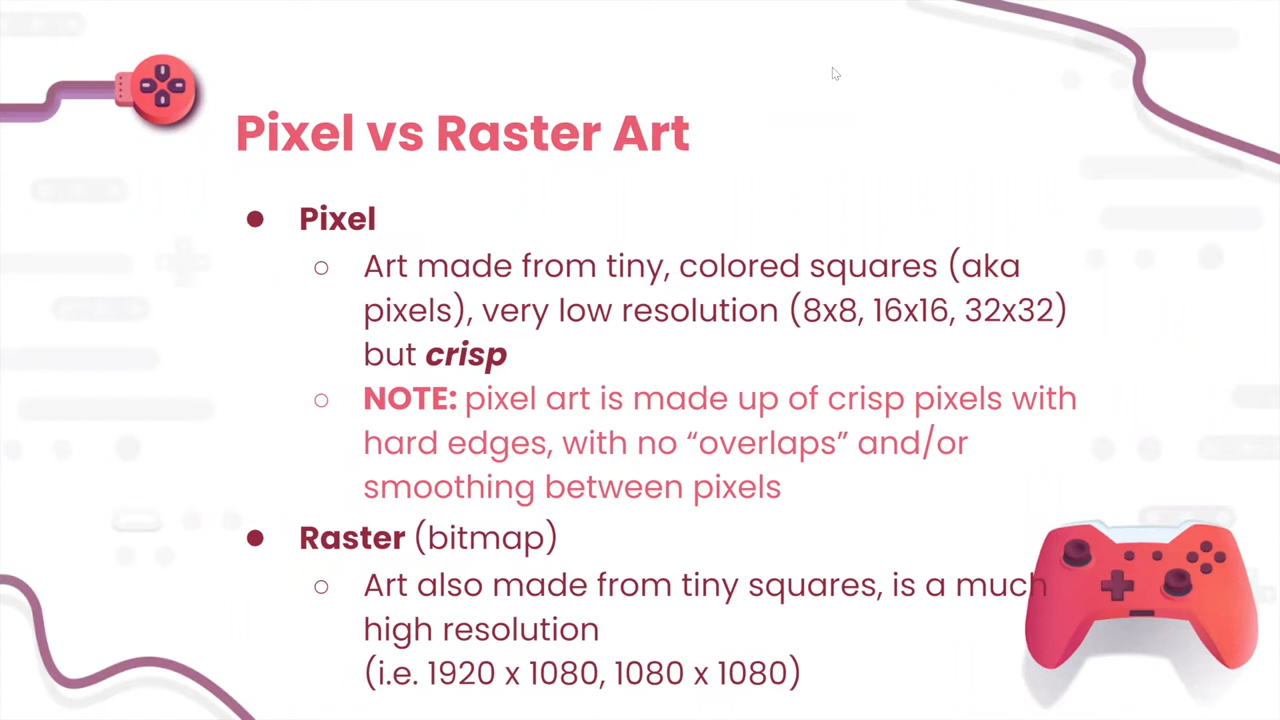 Pixel vs Raster Art
● Pixel
○ Art made from tiny, colored squares (aka
pixels), very low resolution (8x8, 16x16, 32x32)
but crisp
○ NOTE: pixel art is made up of crisp pixels with
hard edges, with no “overlaps” and/or
smoothing between pixels
● Raster (bitmap)
○ Art also made from tiny squares, is a much
high resolution
(i.e. 1920 x 1080, 1080 x 1080)